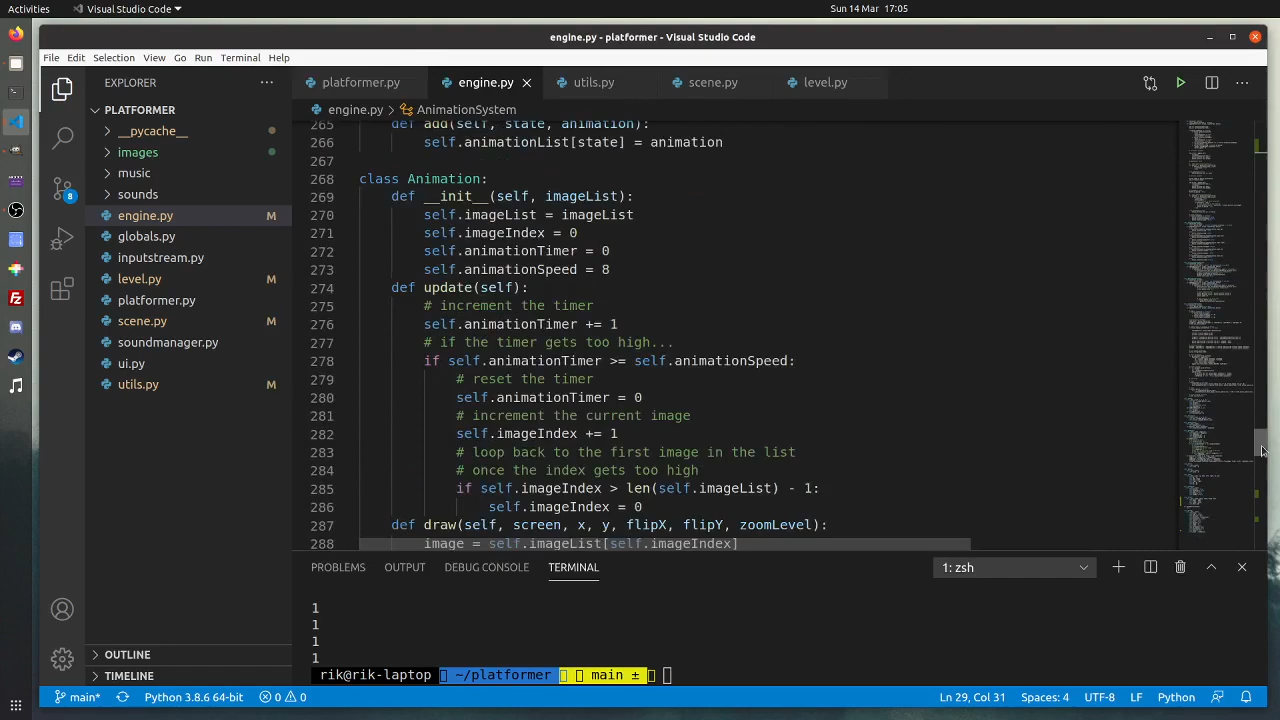 Activities
Visual Studio Code
Sun 14 Mar 17:05
engine.py - platformer - Visual Studio Code
File Edit Selection View Go Run Terminal Help
EXPLORER
platformer.py
engine.py
utils.py
scene.py
level.py
engine.py > AnimationSystem
PLATFORMER
__pycache__
images
music
sounds
engine.py M
globals.py
inputstream.py
level.py M
platformer.py
scene.py M
soundmanager.py
ui.py
utils.py M
OUTLINE
TIMELINE
8
265 def add(self, state, animation):
266 self.animationList[state] = animation
267
268 class Animation:
269 def __init__(self, imageList):
270 self.imageList = imageList
271 self.imageIndex = 0
272 self.animationTimer = 0
273 self.animationSpeed = 8
274 def update(self):
275 # increment the timer
276 self.animationTimer += 1
277 # if the timer gets too high...
278 if self.animationTimer >= self.animationSpeed:
279 # reset the timer
280 self.animationTimer = 0
281 # increment the current image
282 self.imageIndex += 1
283 # loop back to the first image in the list
284 # once the index gets too high
285 if self.imageIndex > len(self.imageList) - 1:
286 self.imageIndex = 0
287 def draw(self, screen, x, y, flipX, flipY, zoomLevel):
288 image = self.imageList[self.imageIndex]
PROBLEMS OUTPUT DEBUG CONSOLE TERMINAL
1: zsh
1
1
1
1
rik@rik-laptop ~/platformer main ±
main* Python 3.8.6 64-bit 0 0 Ln 29, Col 31 Spaces: 4 UTF-8 LF Python